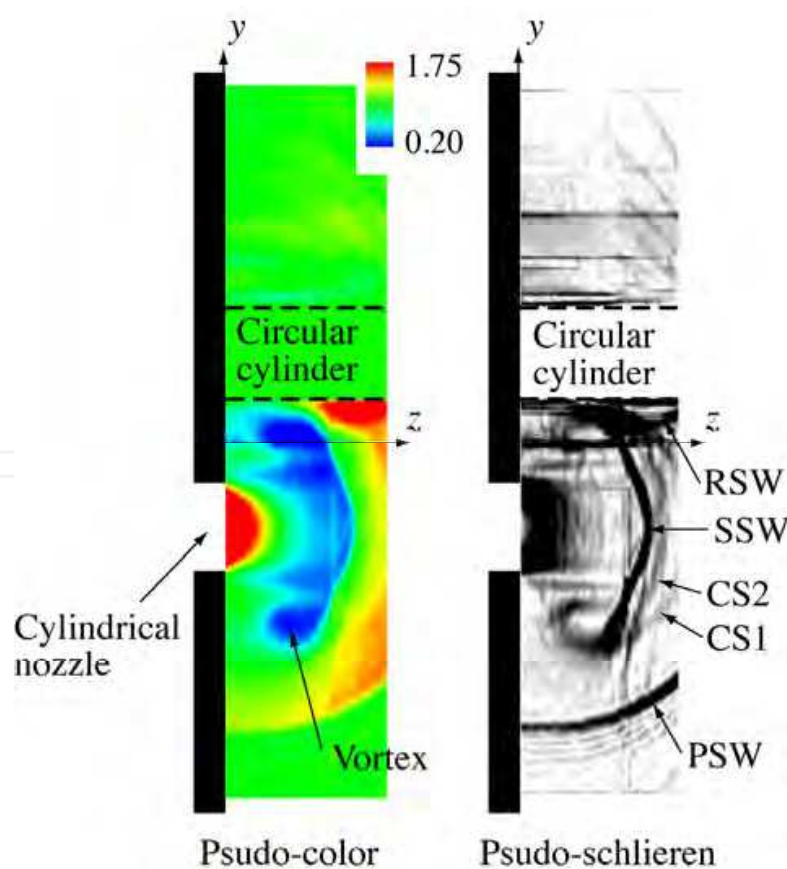 y
y
1.75
0.20
Circular
cylinder
Circular
cylinder
z
z
RSW
SSW
CS2
CS1
Cylindrical
nozzle
Vortex
PSW
Psudo-color
Psudo-schlieren